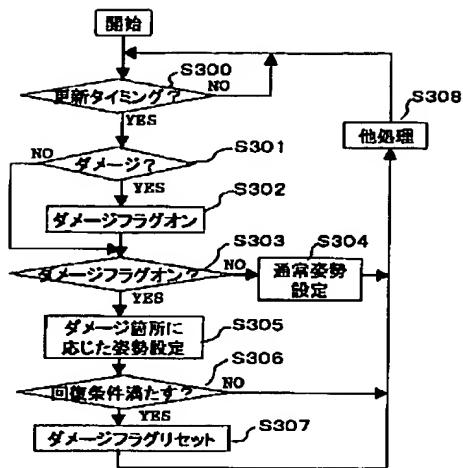 開始
S300
更新タイミング?
NO
YES
S308
他処理
S301
ダメージ?
NO
YES
S302
ダメージフラグオン
S303
ダメージフラグオン?
NO
YES
S304
通常姿勢
設定
S305
ダメージ箇所に
応じた姿勢設定
S306
回復条件満たす?
NO
YES
S307
ダメージフラグリセット